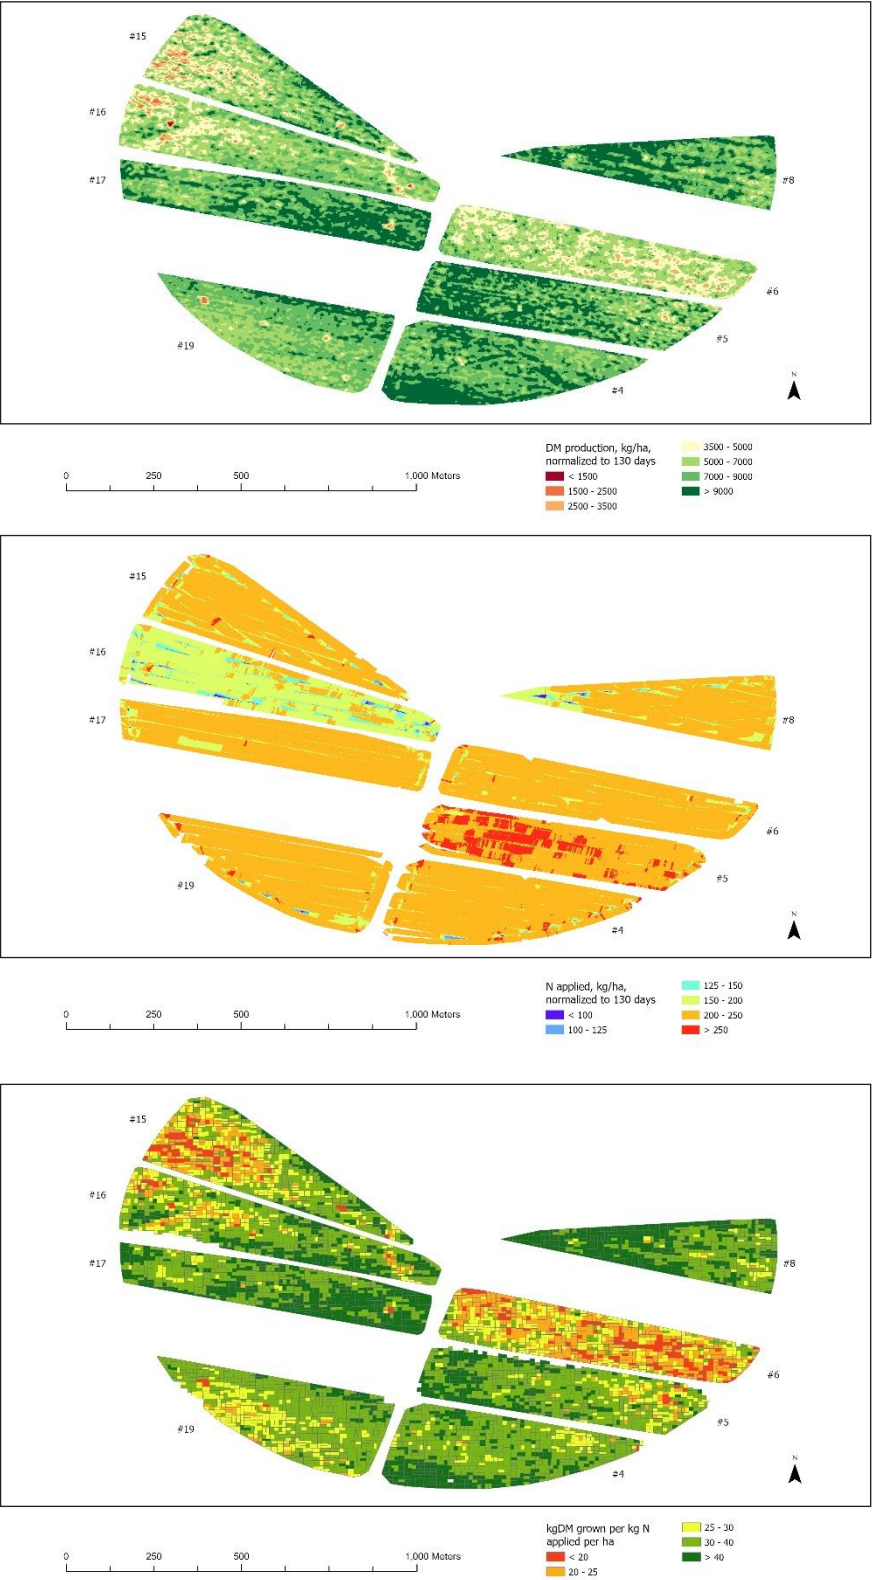 #15
#16
#17
#8
#6
#5
#19
#4
N
0 250 500 1,000 Meters
DM production, kg/ha,
normalized to 130 days
< 1500
1500 - 2500
2500 - 3500
3500 - 5000
5000 - 7000
7000 - 9000
> 9000
#15
#16
#17
#8
#6
#5
#19
#4
N
0 250 500 1,000 Meters
N applied, kg/ha,
normalized to 130 days
< 100
100 - 125
125 - 150
150 - 200
200 - 250
> 250
#15
#16
#17
#8
#6
#5
#19
#4
N
0 250 500 1,000 Meters
kgDM grown per kg N
applied per ha
< 20
20 - 25
25 - 30
30 - 40
> 40